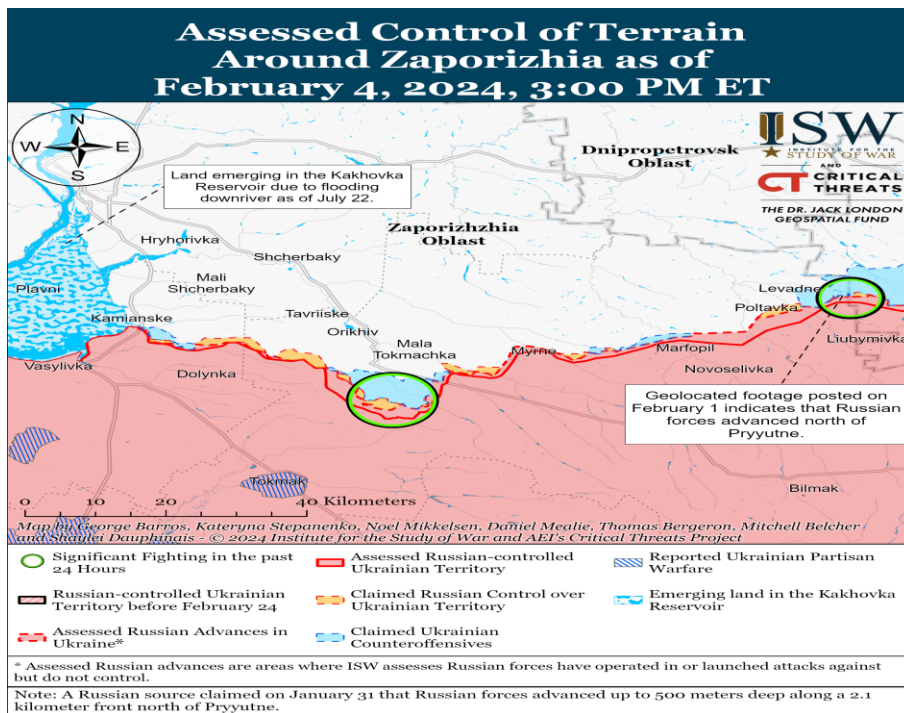 Assessed Control of Terrain
Around Zaporizhia as of
February 4, 2024, 3:00 PM ET
N
W
E
S
Land emerging in the Kakhovka
Reservoir due to flooding
downriver as of July 22.
Dnipropetrovsk
Oblast
ISW
INSTITUTE FOR THE
STUDY OF WAR
AND
CT CRITICAL
THREATS
THE DR. JACK LONDON
GEOSPATIAL FUND
Zaporizhzhia
Oblast
Hryhorivka
Shcherbaky
Mali
Shcherbaky
Plavni
Levadne
Tavriiske
Poltavka
Kamianske
Orikhiv
Mala
Tokmachka
Myrne
Marfopil
Liubymivka
Vasylivka
Dolynka
Novoselivka
Geolocated footage posted on
February 1 indicates that Russian
forces advanced north of
Pryyutne.
Tokmak
Bilmak
0
20
40 Kilometers
Map by George Barros, Kateryna Stepanenko, Noel Mikkelsen, Daniel Mealie, Thomas Bergeron, Mitchell Belcher
and Shaylei Dauphinais - © 2024 Institute for the Study of War and AEI's Critical Threats Project
Significant Fighting in the past
24 Hours
Assessed Russian-controlled
Ukrainian Territory
Reported Ukrainian Partisan
Warfare
Russian-controlled Ukrainian
Territory before February 24
Claimed Russian Control over
Ukrainian Territory
Emerging land in the Kakhovka
Reservoir
Assessed Russian Advances in
Ukraine*
Claimed Ukrainian
Counteroffensives
* Assessed Russian advances are areas where ISW assesses Russian forces have operated in or launched attacks against
but do not control.
Note: A Russian source claimed on January 31 that Russian forces advanced up to 500 meters deep along a 2.1
kilometer front north of Pryyutne.